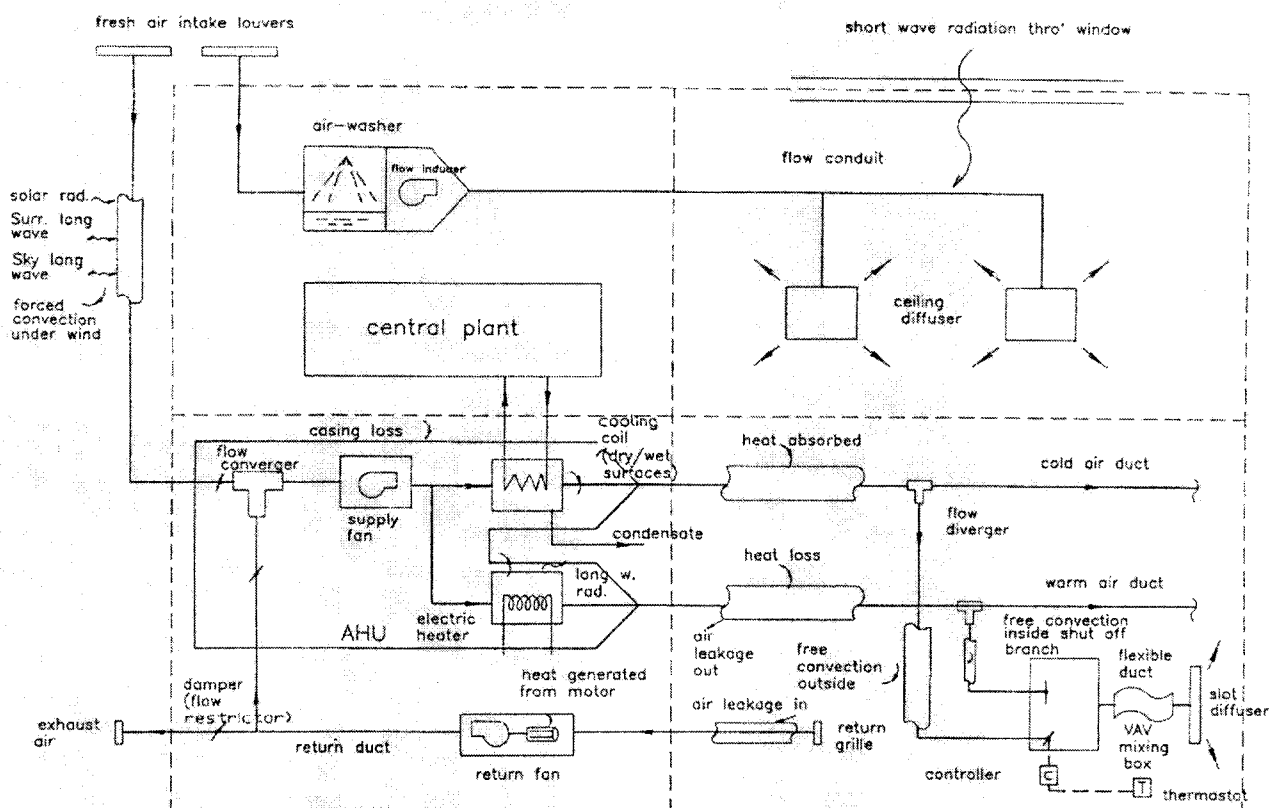 fresh air intake louvers
short wave radiation thro' window
air-washer
flow inducer
flow conduit
solar rad.
Surr. long
wave
Sky long
wave
forced
convection
under wind
central plant
ceiling
diffuser
casing loss
cooling
coil
(dry/wet
surfaces)
flow
converger
supply
fan
heat absorbed
cold air duct
flow
diverger
condensate
heat loss
long w.
rad.
warm air duct
electric
heater
AHU
air
leakage
out
free
convection
outside
free convection
inside shut off
branch
heat generated
from motor
flexible
duct
damper
(flow
restrictor)
air leakage in
slot
diffuser
exhaust
air
return duct
return
grille
VAV
mixing
box
return fan
controller
C
T
thermostat